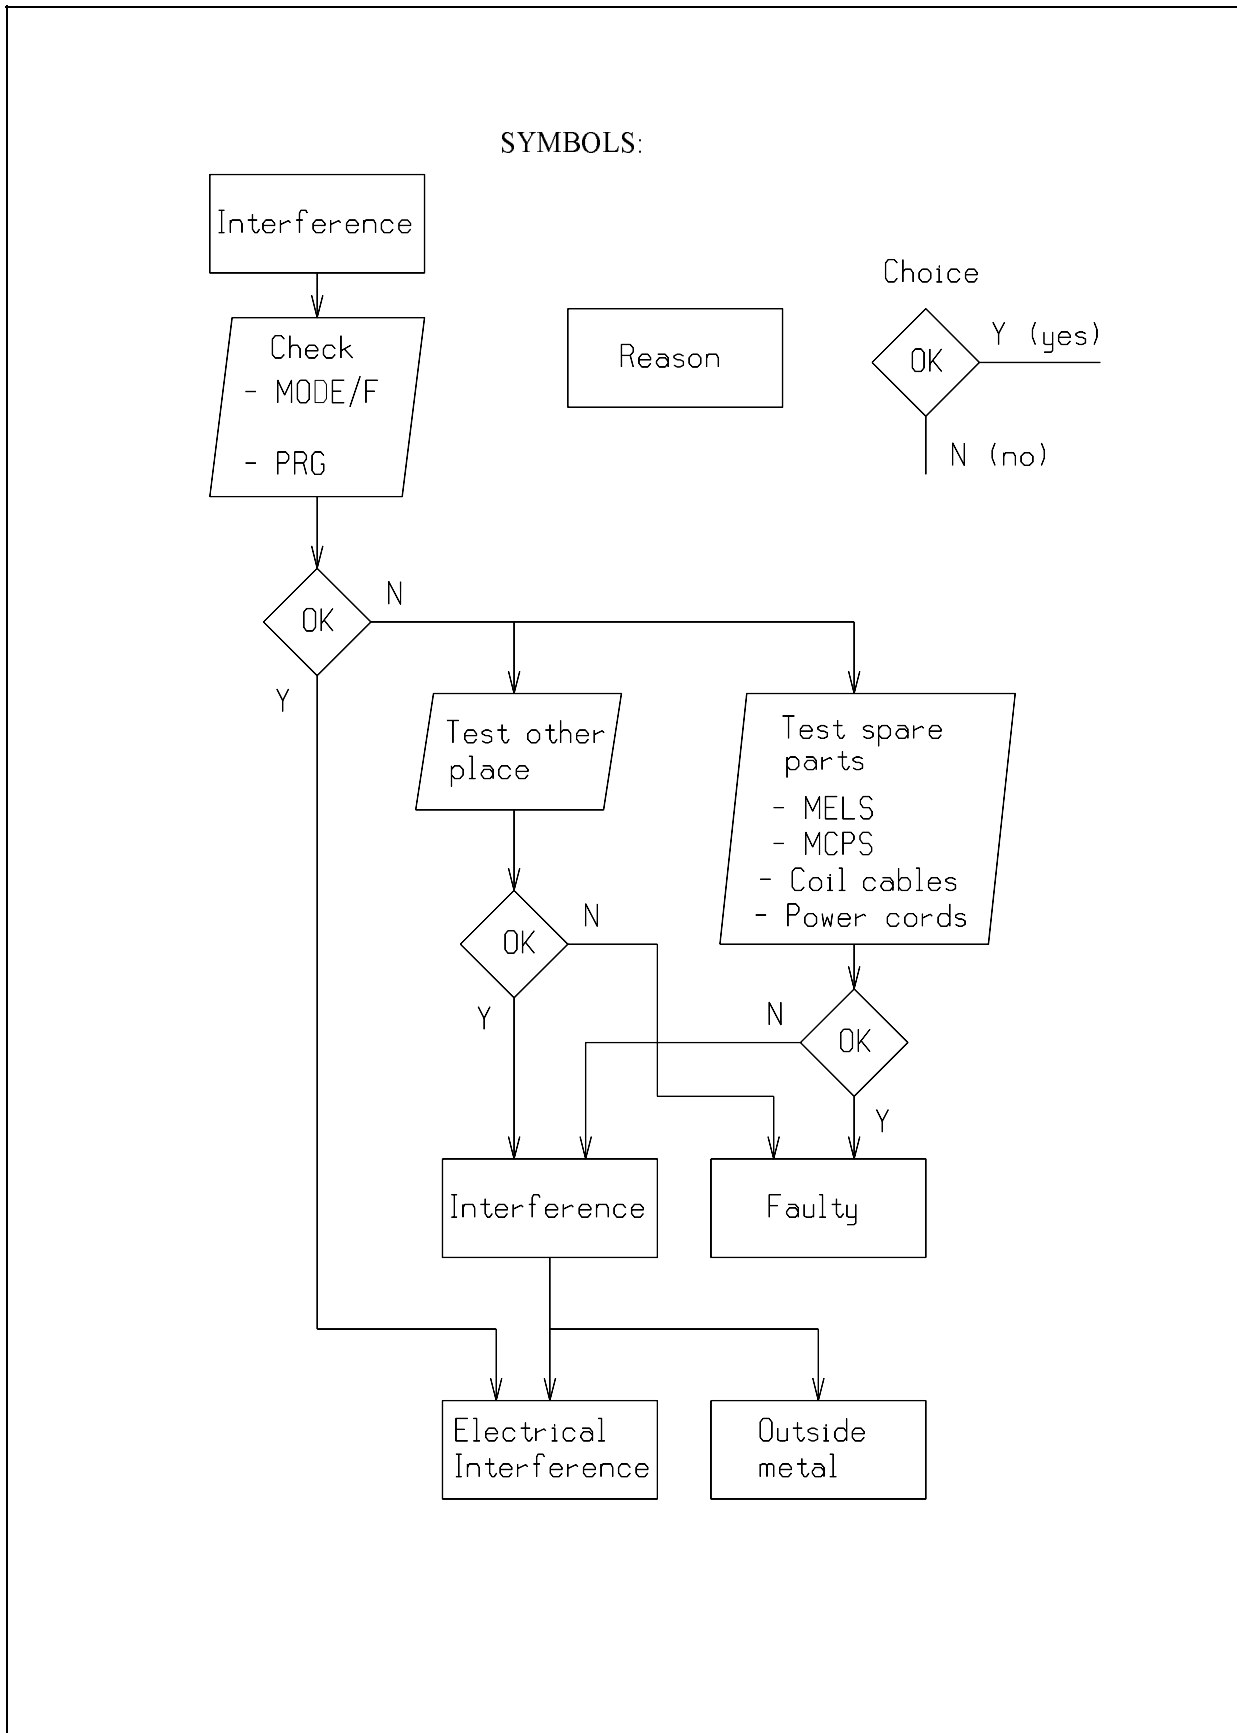 SYMBOLS:
Interference
Choice
Check
- MODE/F
- PRG
Reason
OK
Y (yes)
N (no)
OK
N
Y
Test other
place
Test spare
parts
- MELS
- MCPS
- Coil cables
- Power cords
OK
N
Y
N
OK
Y
Interference
Faulty
Electrical
Interference
Outside
metal